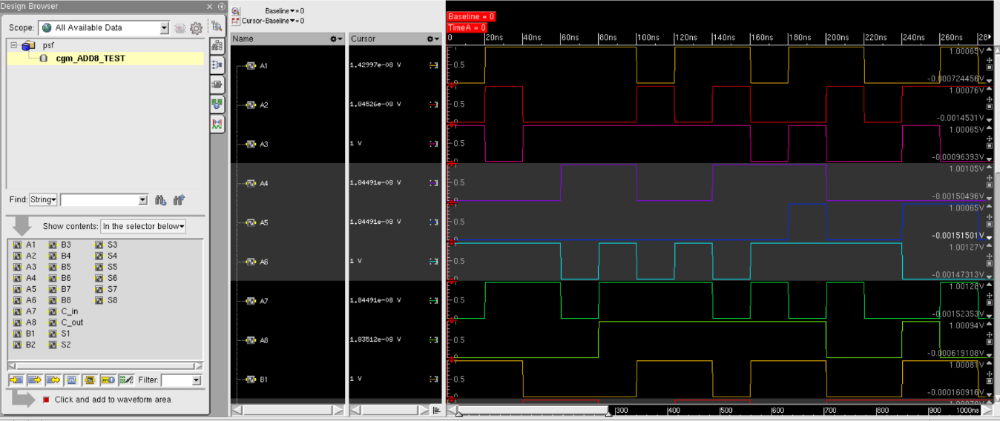 Design Browser
Scope: All Available Data
psf
cgm_ADD8_TEST
Find: String
Show contents: In the selector below
A1 B3 S3
A2 B4 S4
A3 B5 S5
A4 B6 S6
A5 B7 S7
A6 B8 S8
A7 C_in
A8 C_out
B1 S1
B2 S2
Filter:
Click and add to waveform area
Baseline = 0
Cursor-Baseline = 0
Name Cursor
A1 1.42997e-08 V
A2 1.84526e-08 V
A3 1 V
A4 1.84491e-08 V
A5 1.84491e-08 V
A6 1 V
A7 1.84491e-08 V
A8 1.83512e-08 V
B1 1 V
Baseline = 0
TimeA = 0
0 20ns 40ns 60ns 80ns 100ns 120ns 140ns 160ns 180ns 200ns 220ns 240ns 260ns 28
1.00065V
0.5
-0.000724456V
1.00076V
0.5
-0.0014531V
1.00065V
0.5
-0.00096393V
1.00105V
0.5
-0.00150496V
1.00065V
0.5
-0.00151501V
1.00127V
0.5
-0.00147313V
1.00128V
0.5
-0.00152353V
1.00094V
0.5
-0.000619108V
1.00081V
0.5
-0.000160916V
300 400 500 600 700 800 900 1000ns